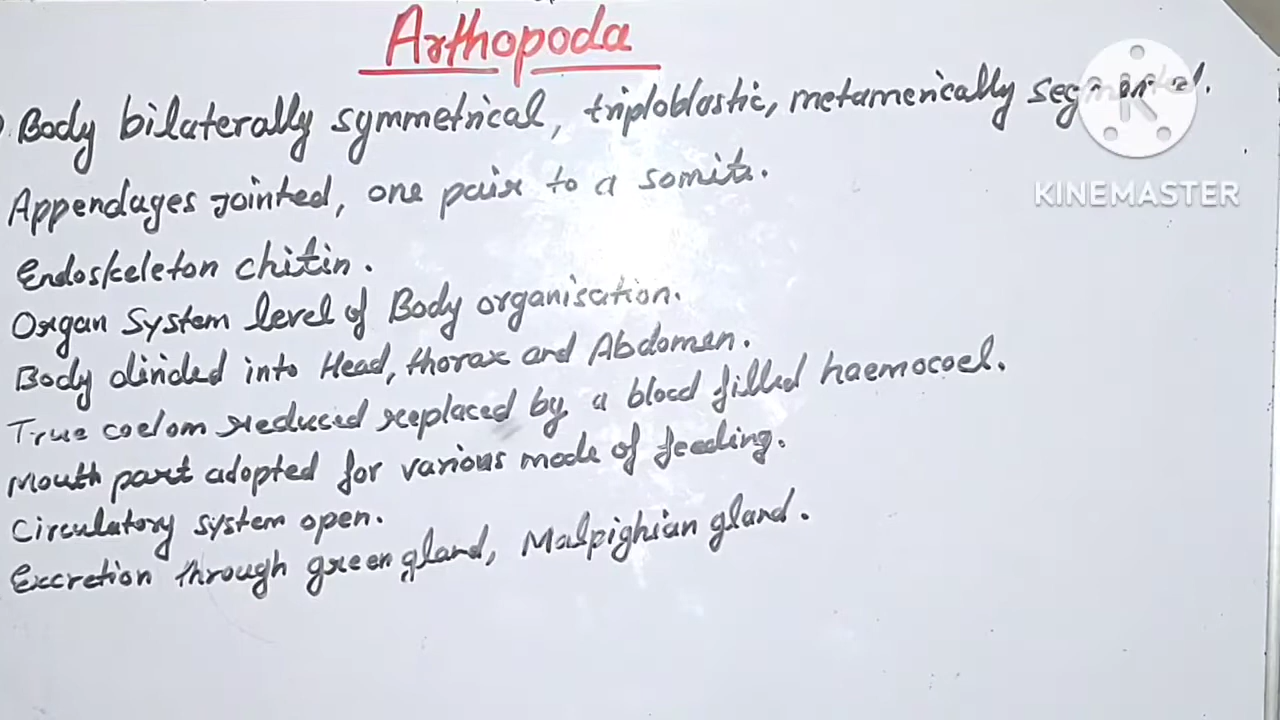 Arthopoda
Body bilaterally symmetrical, triploblastic, metamerically segmented.
Appendages jointed, one pair to a somite.
Endoskeleton chitin.
Organ System level of Body organisation.
Body divided into Head, thorax and Abdomen.
True coelom reduced replaced by a blood filled haemocoel.
Mouth part adopted for various mode of feeding.
Circulatory system open.
Excretion through green gland, Malpighian gland.
KINEMASTER